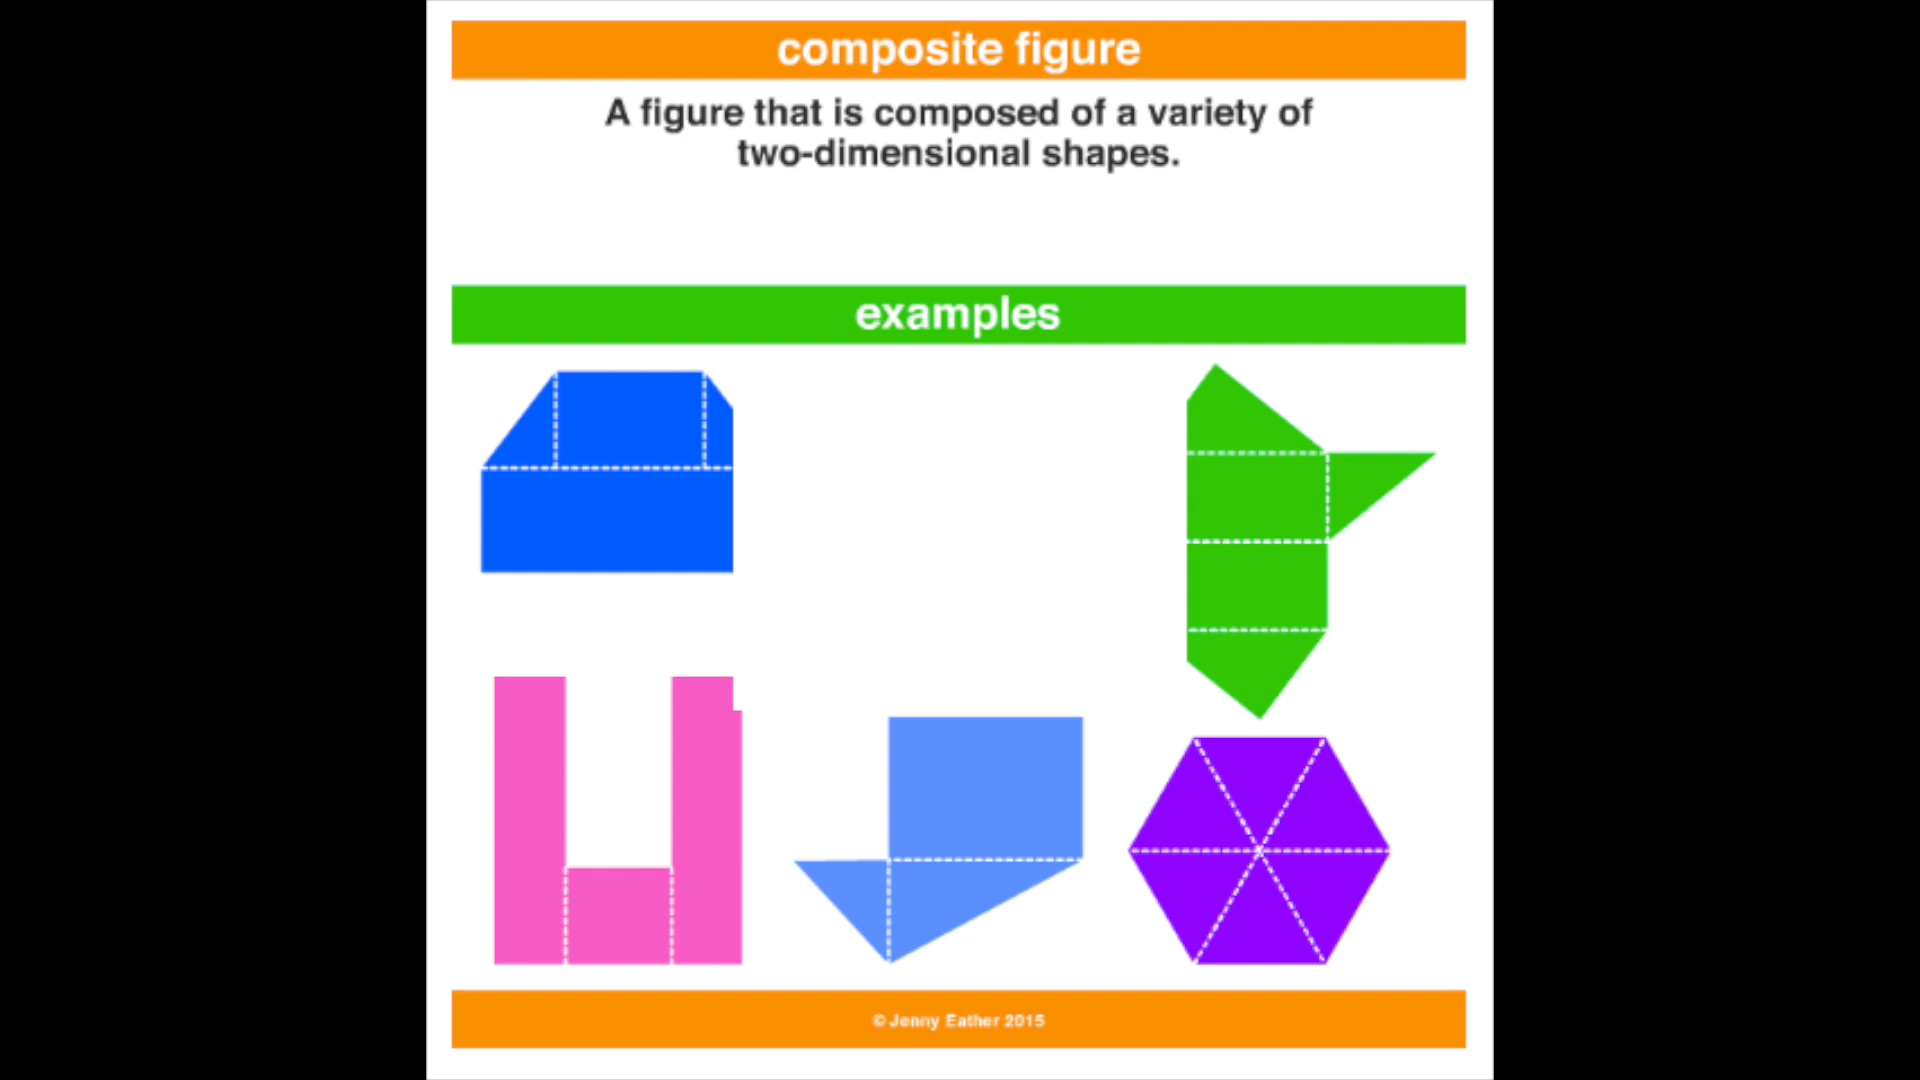 composite figure
A figure that is composed of a variety of
two-dimensional shapes.
examples
© Jenny Eather 2015